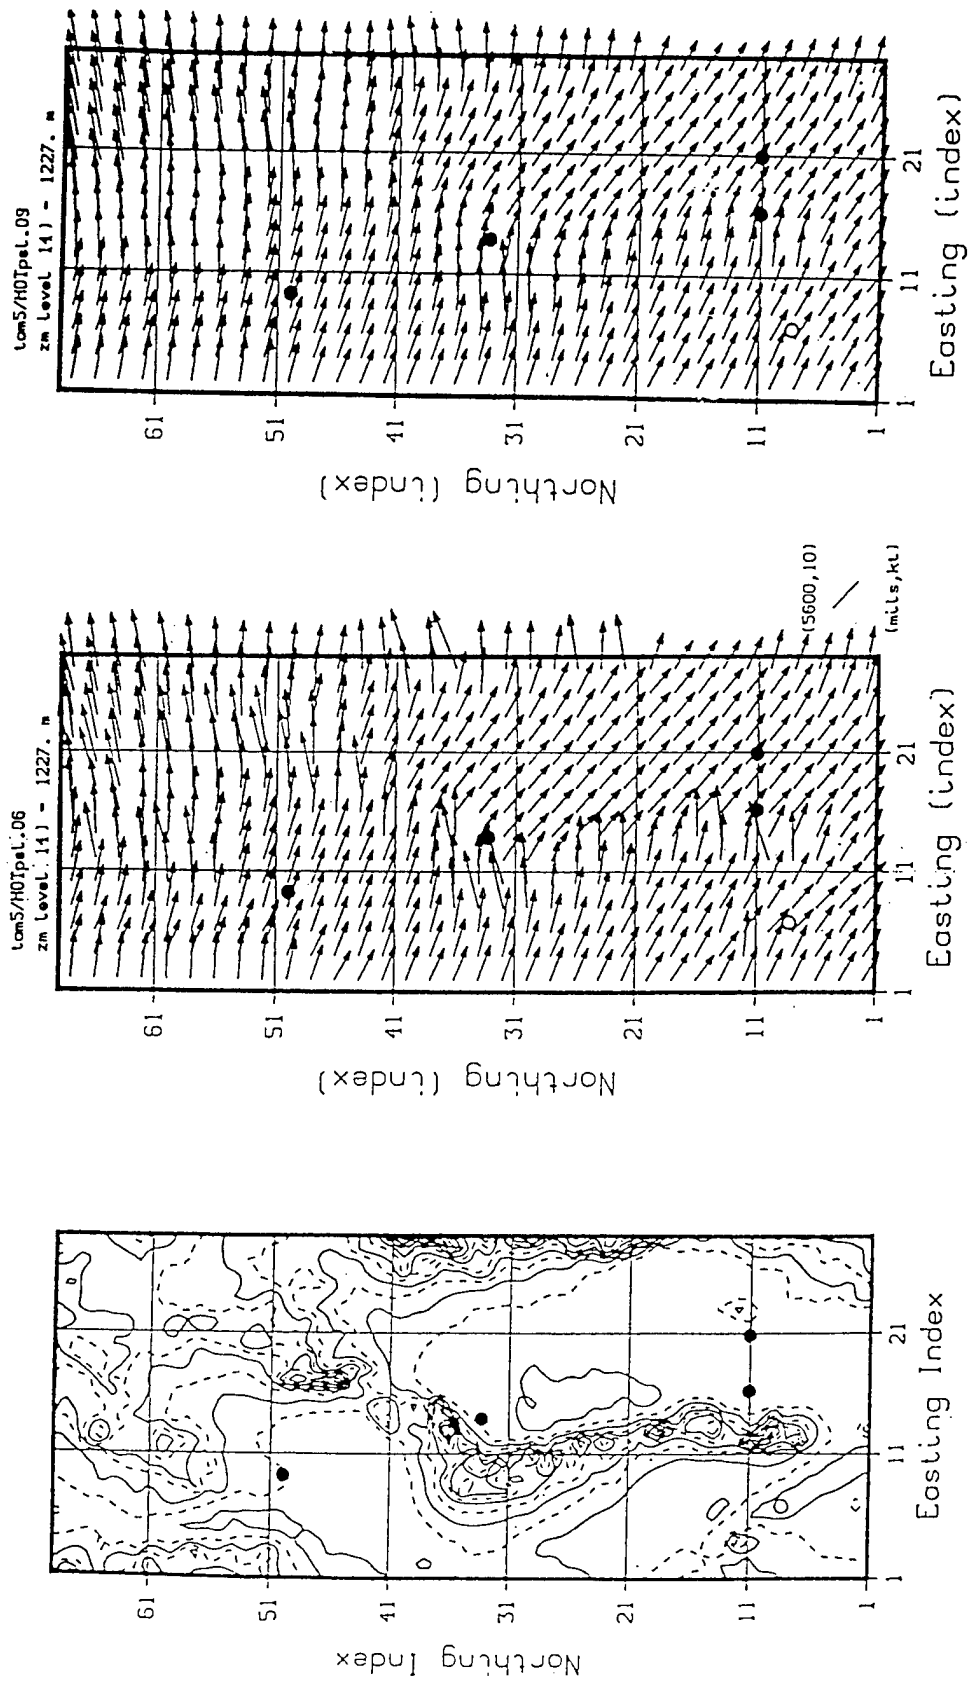 Northing Index
61
51
41
31
21
11
1
1
11
21
Easting Index
tam5/HOTpel.06
zm level 14) - 1227. m
Northing (index)
61
51
41
31
21
11
1
1
11
21
Easting (index)
(5600,10)
(mils,kt)
tam5/HOTpel.09
zm level 14) - 1227. m
Northing (index)
61
51
41
31
21
11
1
1
11
21
Easting (index)